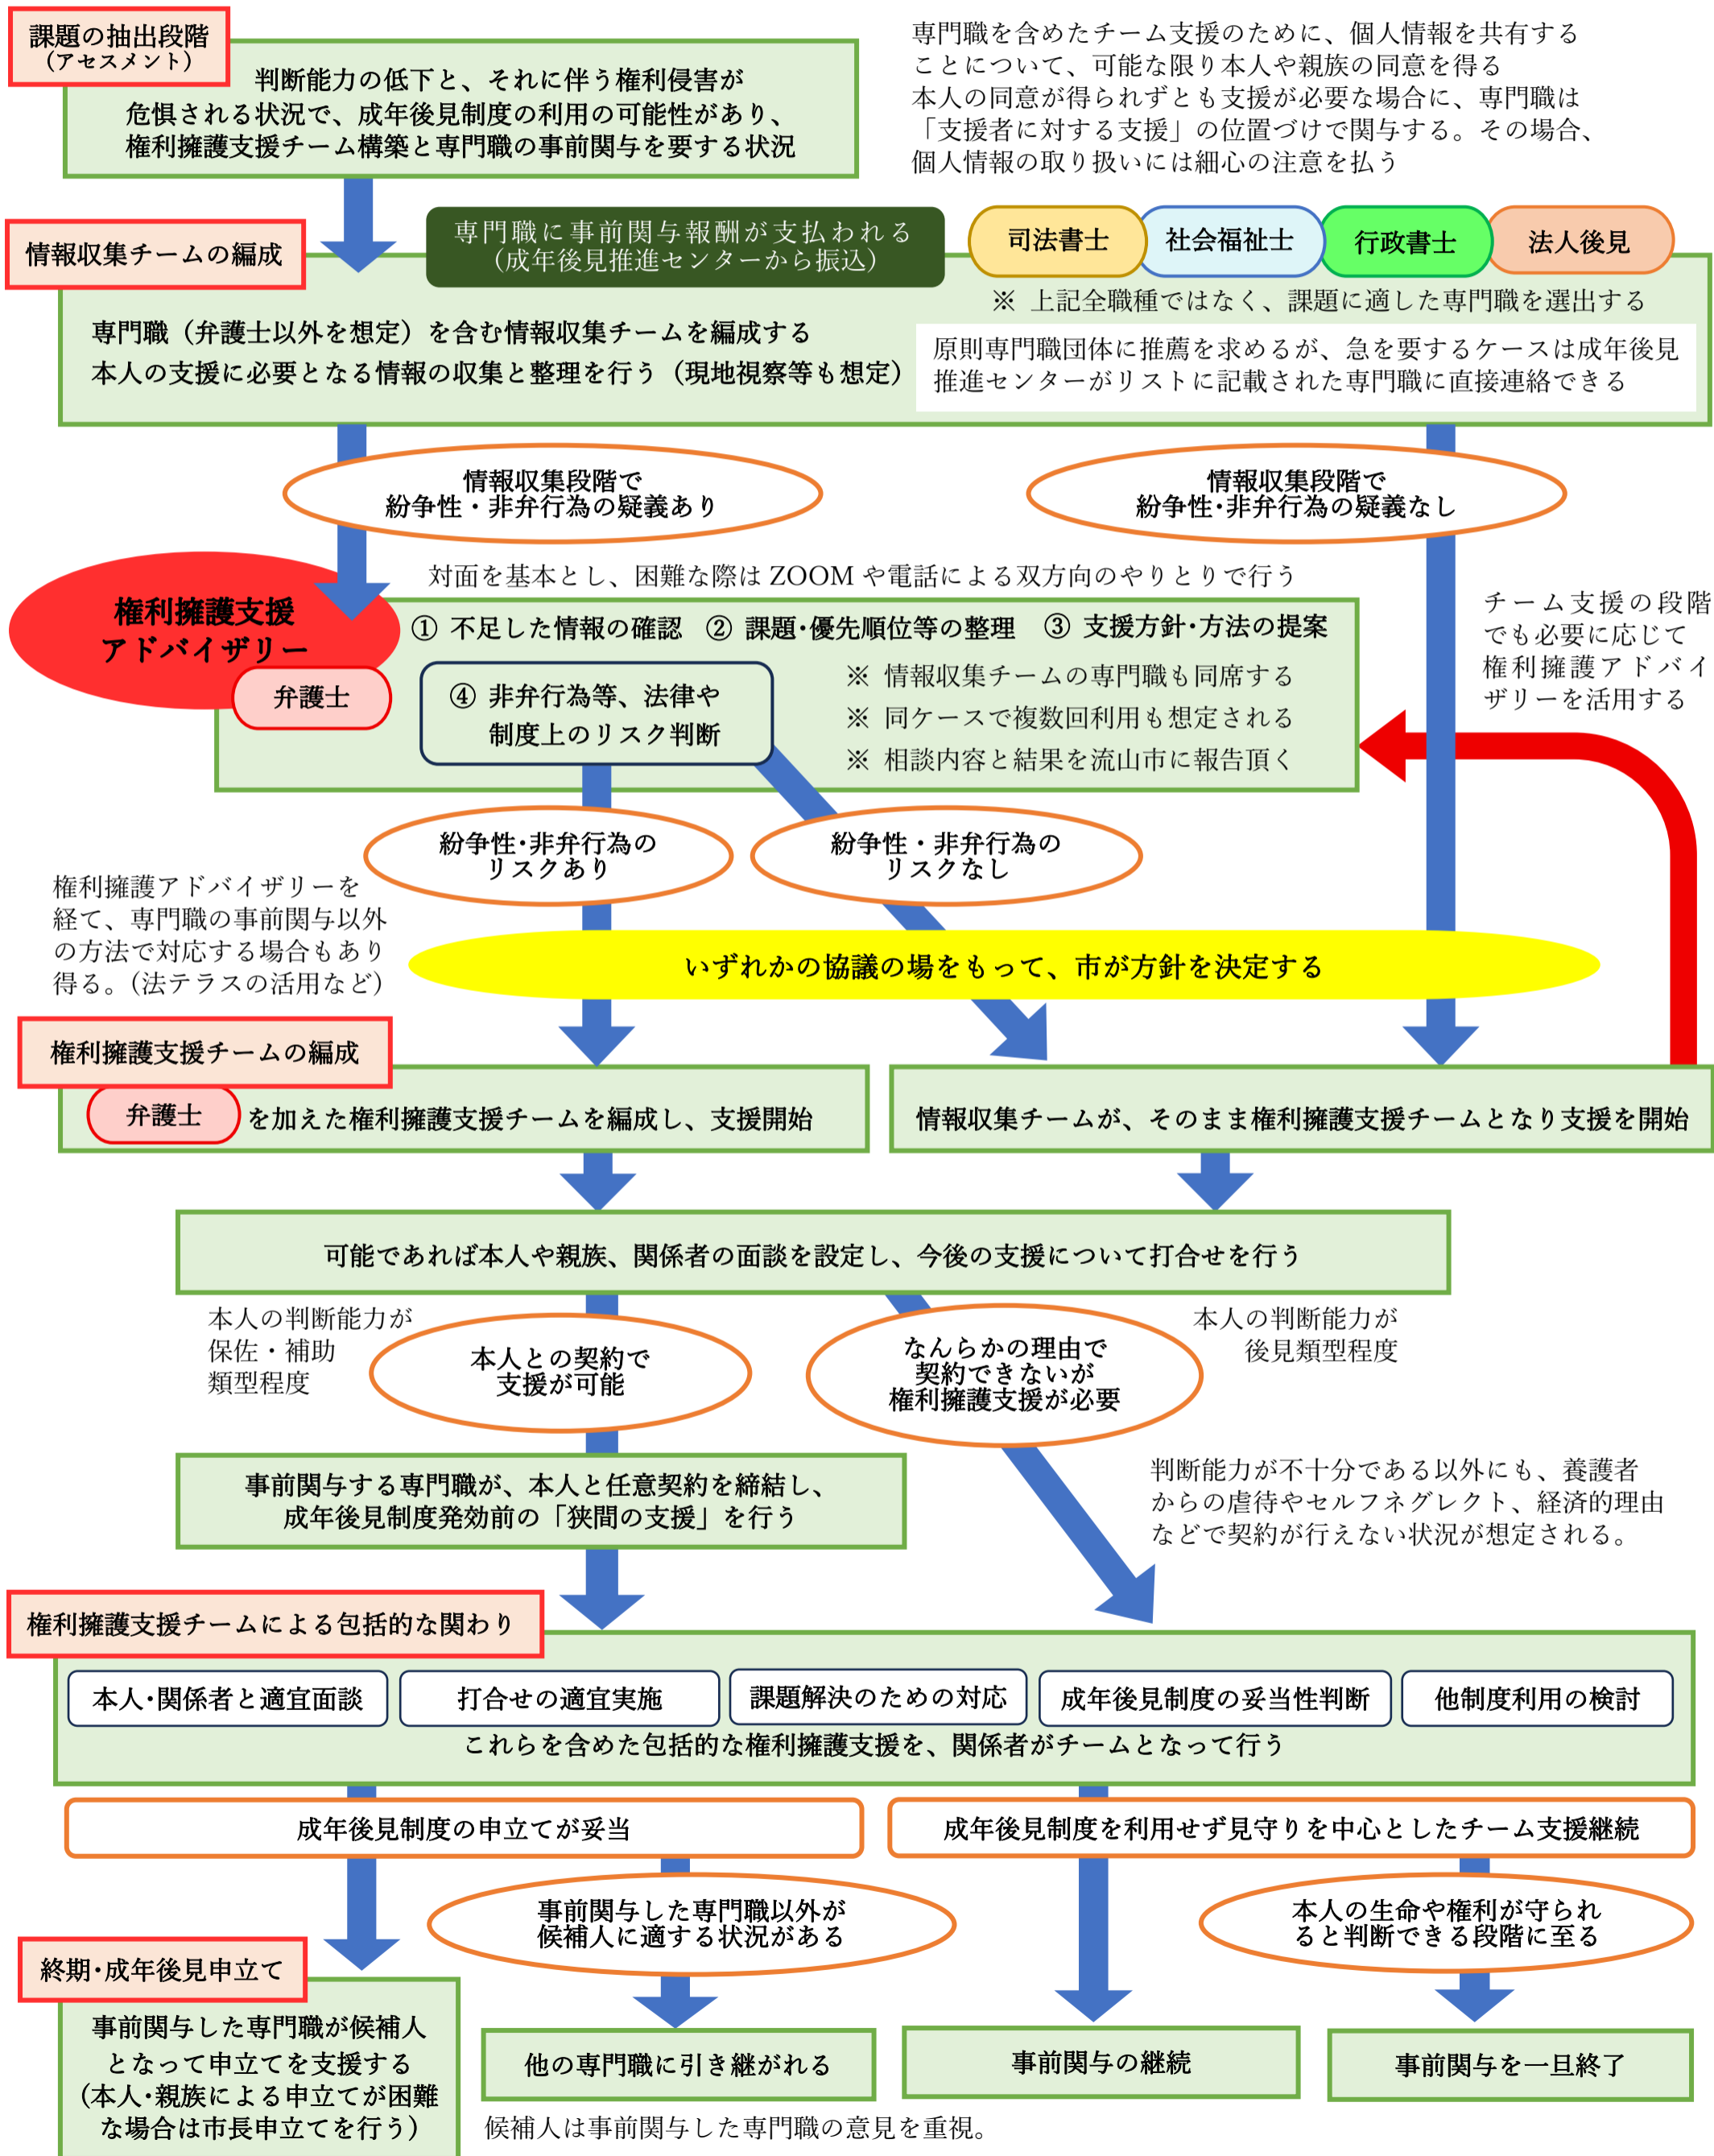 課題の抽出段階
（アセスメント）
判断能力の低下と、それに伴う権利侵害が
危惧される状況で、成年後見制度の利用の可能性があり、
権利擁護支援チーム構築と専門職の事前関与を要する状況
専門職を含めたチーム支援のために、個人情報を共有する
ことについて、可能な限り本人や親族の同意を得る
本人の同意が得られずとも支援が必要な場合に、専門職は
「支援者に対する支援」の位置づけで関与する。その場合、
個人情報の取り扱いには細心の注意を払う
情報収集チームの編成
専門職に事前関与報酬が支払われる
（成年後見推進センターから振込）
司法書士
社会福祉士
行政書士
法人後見
※ 上記全職種ではなく、課題に適した専門職を選出する
専門職（弁護士以外を想定）を含む情報収集チームを編成する
本人の支援に必要となる情報の収集と整理を行う（現地視察等も想定）
原則専門職団体に推薦を求めるが、急を要するケースは成年後見
推進センターがリストに記載された専門職に直接連絡できる
情報収集段階で
紛争性・非弁行為の疑義あり
情報収集段階で
紛争性･非弁行為の疑義なし
権利擁護支援
アドバイザリー
弁護士
対面を基本とし、困難な際は ZOOM や電話による双方向のやりとりで行う
① 不足した情報の確認 ② 課題･優先順位等の整理 ③ 支援方針･方法の提案
④ 非弁行為等、法律や
制度上のリスク判断
※ 情報収集チームの専門職も同席する
※ 同ケースで複数回利用も想定される
※ 相談内容と結果を流山市に報告頂く
チーム支援の段階
でも必要に応じて
権利擁護アドバイ
ザリーを活用する
紛争性･非弁行為の
リスクあり
紛争性・非弁行為の
リスクなし
権利擁護アドバイザリーを
経て、専門職の事前関与以外
の方法で対応する場合もあり
得る。（法テラスの活用など）
いずれかの協議の場をもって、市が方針を決定する
権利擁護支援チームの編成
弁護士 を加えた権利擁護支援チームを編成し、支援開始
情報収集チームが、そのまま権利擁護支援チームとなり支援を開始
可能であれば本人や親族、関係者の面談を設定し、今後の支援について打合せを行う
本人の判断能力が
保佐・補助
類型程度
本人との契約で
支援が可能
なんらかの理由で
契約できないが
権利擁護支援が必要
本人の判断能力が
後見類型程度
事前関与する専門職が、本人と任意契約を締結し、
成年後見制度発効前の「狭間の支援」を行う
判断能力が不十分である以外にも、養護者
からの虐待やセルフネグレクト、経済的理由
などで契約が行えない状況が想定される。
権利擁護支援チームによる包括的な関わり
本人･関係者と適宜面談
打合せの適宜実施
課題解決のための対応
成年後見制度の妥当性判断
他制度利用の検討
これらを含めた包括的な権利擁護支援を、関係者がチームとなって行う
成年後見制度の申立てが妥当
成年後見制度を利用せず見守りを中心としたチーム支援継続
事前関与した専門職以外が
候補人に適する状況がある
本人の生命や権利が守られ
ると判断できる段階に至る
終期･成年後見申立て
事前関与した専門職が候補人
となって申立てを支援する
（本人･親族による申立てが困難
な場合は市長申立てを行う）
他の専門職に引き継がれる
事前関与の継続
事前関与を一旦終了
候補人は事前関与した専門職の意見を重視。